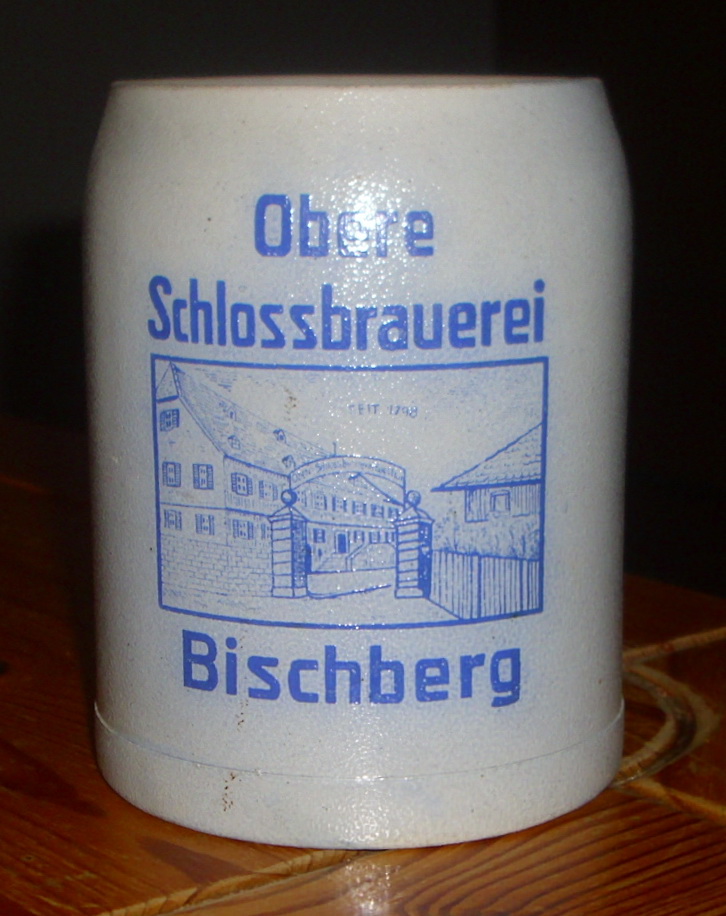 Obere
Schlossbrauerei
SEIT 1798
Bischberg